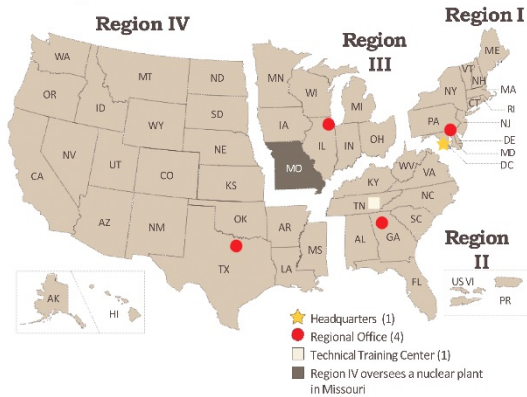 Region I
Region IV
Region
III
WA
MT
ND
MN
ME
VT
NH
OR
ID
WI
MI
NY
MA
SD
CT
RI
WY
IA
PA
NJ
NE
IL
IN
OH
DE
NV
UT
MD
CO
MO
WV
VA
DC
CA
KS
KY
NC
TN
OK
AR
SC
AZ
NM
AL
GA
MS
Region
II
TX
LA
FL
US VI
PR
AK
HI
Headquarters (1)
Regional Office (4)
Technical Training Center (1)
Region IV oversees a nuclear plant
in Missouri